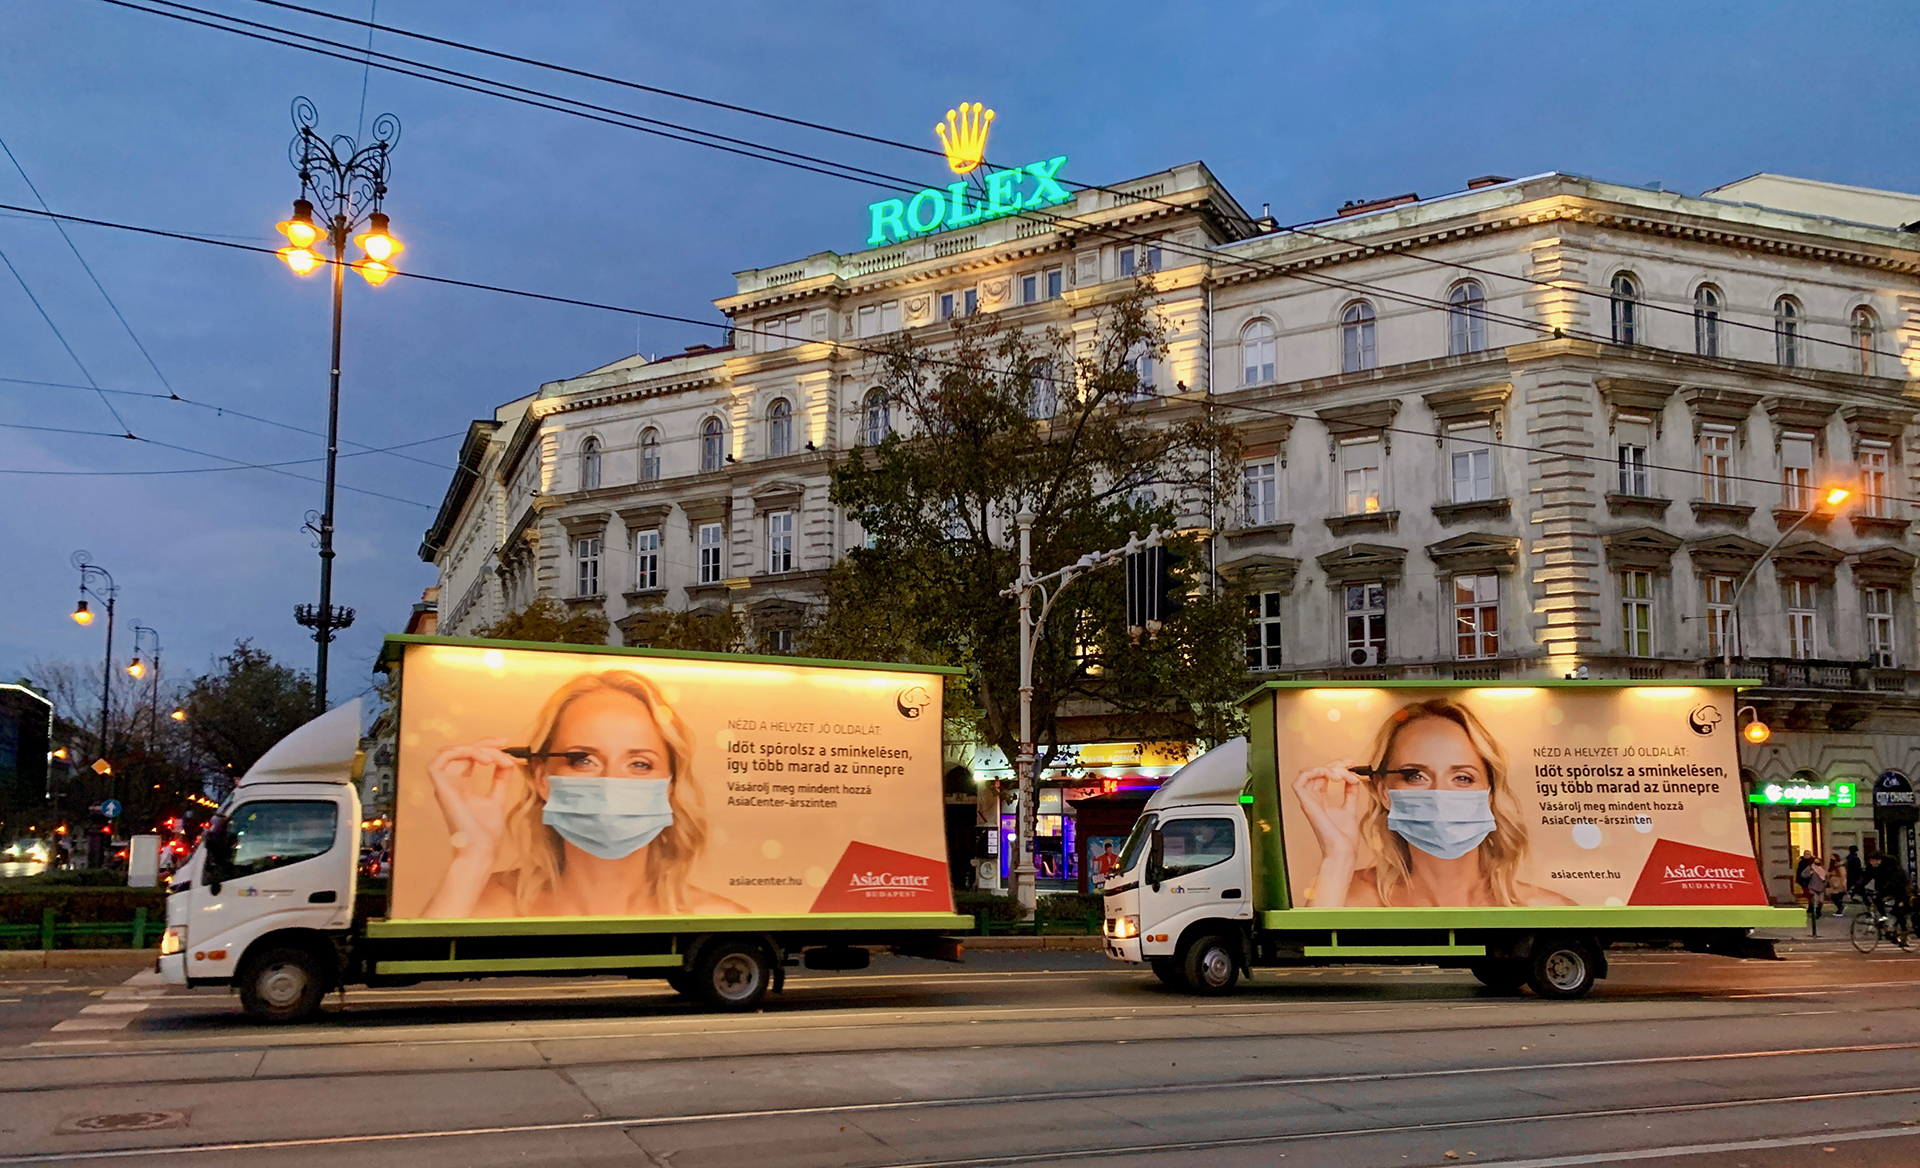 ROLEX
NÉZD A HELYZET JÓ OLDALÁT:
Időt spórolsz a sminkelésen,
így több marad az ünnepre
Vásárolj meg mindent hozzá
AsiaCenter-árszinten
asiacenter.hu
AsiaCenter
BUDAPEST
NÉZD A HELYZET JÓ OLDALÁT:
Időt spórolsz a sminkelésen,
így több marad az ünnepre
Vásárolj meg mindent hozzá
AsiaCenter-árszinten
asiacenter.hu
AsiaCenter
BUDAPEST
CITY CHANGE